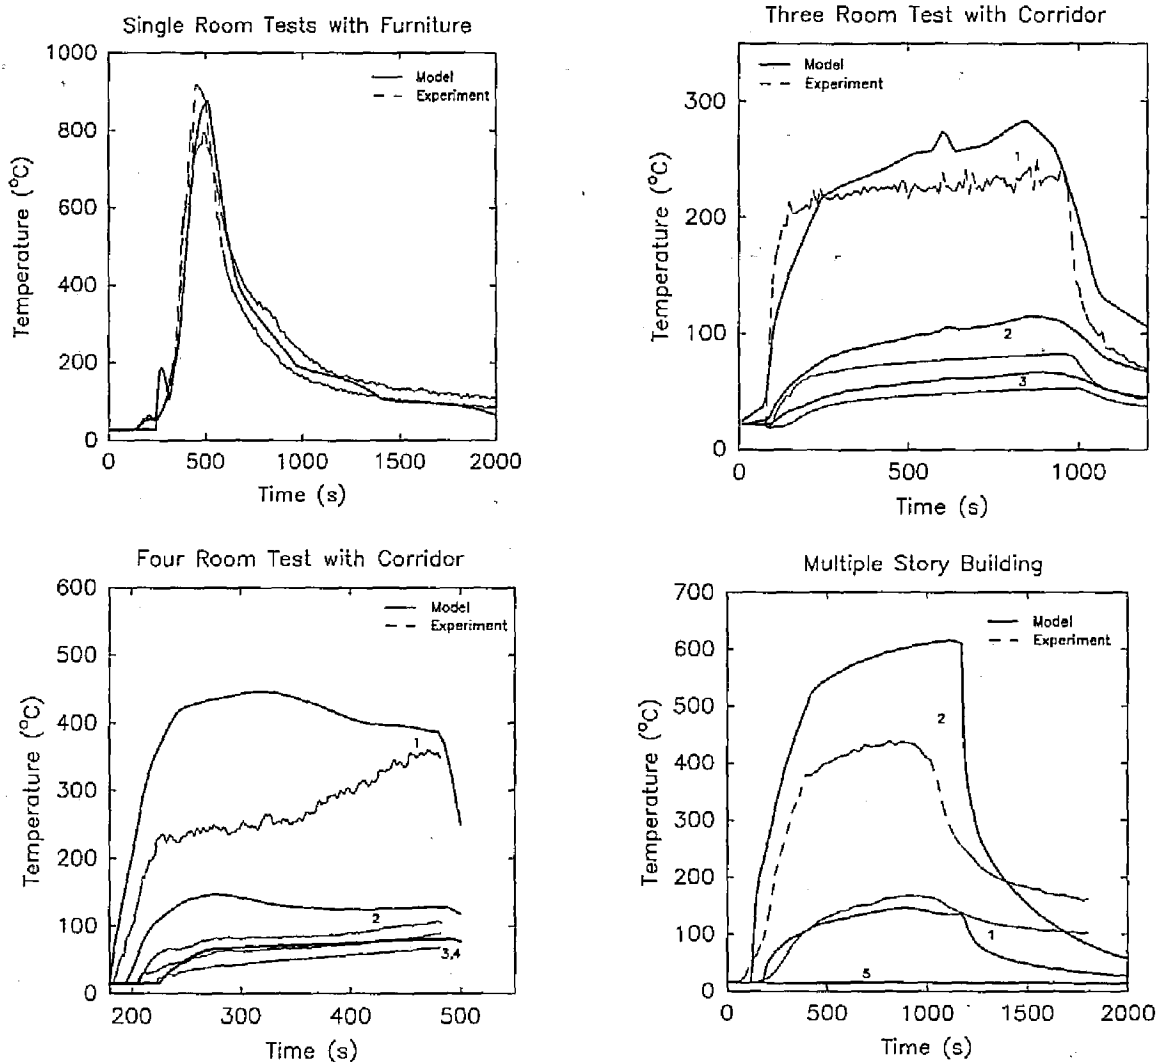 Single Room Tests with Furniture
1000
800
600
400
200
0
Temperature (°C)
Model
Experiment
0 500 1000 1500 2000
Time (s)
Three Room Test with Corridor
300
200
100
0
Temperature (°C)
Model
Experiment
1
2
3
0 500 1000
Time (s)
Four Room Test with Corridor
600
500
400
300
200
100
0
Temperature (°C)
Model
Experiment
1
2
3,4
200 300 400 500
Time (s)
Multiple Story Building
700
600
500
400
300
200
100
0
Temperature (°C)
Model
Experiment
2
1
5
0 500 1000 1500 2000
Time (s)